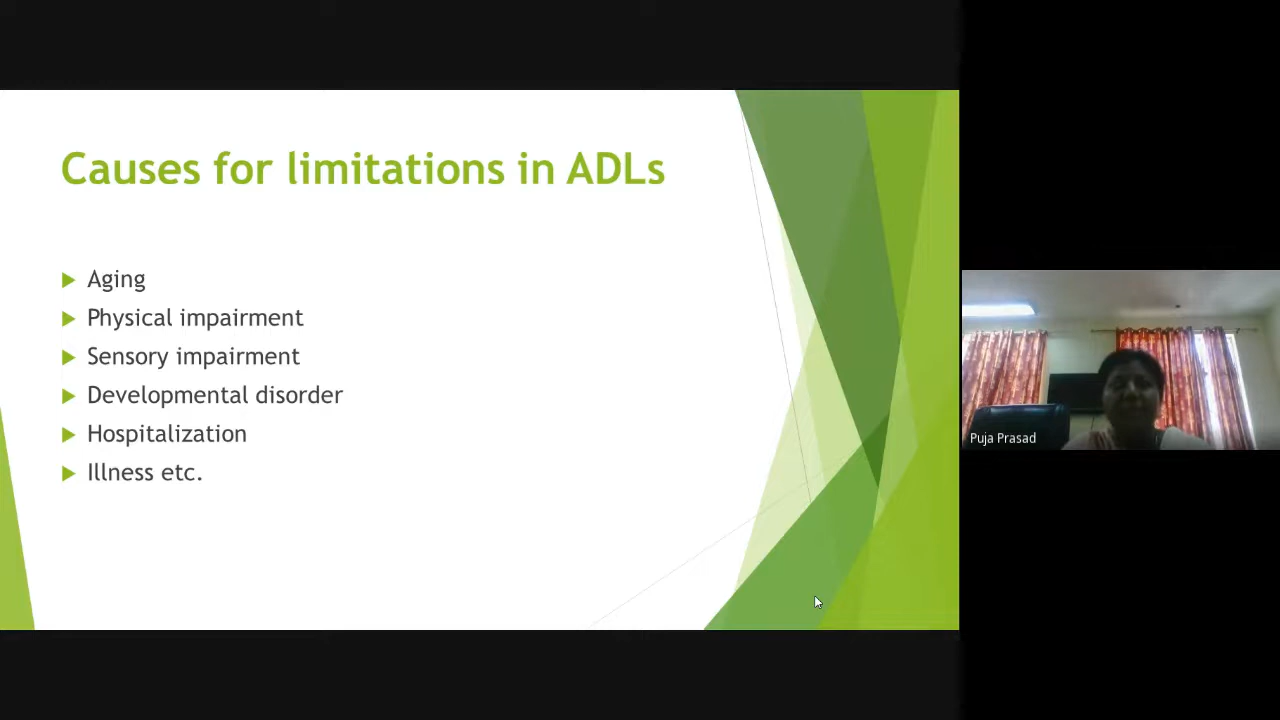 Causes for limitations in ADLs
Aging
Physical impairment
Sensory impairment
Developmental disorder
Hospitalization
Illness etc.
Puja Prasad